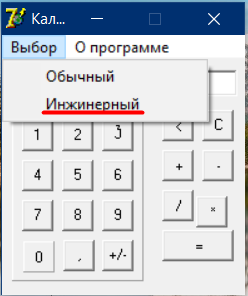 Кал...
Выбор О программе
Обычный
Инжинерный
1 2 3 < C
4 5 6 + -
7 8 9 / *
0 , +/- =